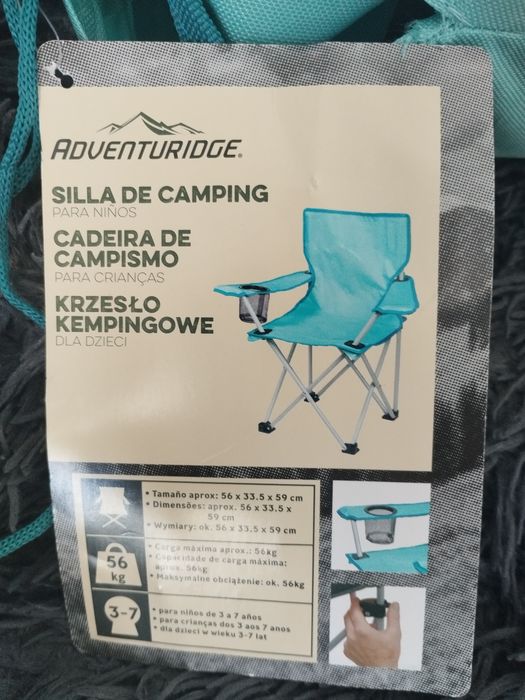 ADVENTURIDGE®
SILLA DE CAMPING
PARA NIÑOS
CADEIRA DE
CAMPISMO
PARA CRIANÇAS
KRZESŁO
KEMPINGOWE
DLA DZIECI
• Tamaño aprox: 56 x 33.5 x 59 cm
• Dimensões: aprox. 56 x 33.5 x
59 cm
• Wymiary: ok. 56 x 33.5 x 59 cm
56
kg
• Carga máxima aprox.: 56kg
• Capacidade de carga máxima:
aprox. 56kg
• Maksymalne obciążenie: ok. 56kg
3-7
• para niños de 3 a 7 años
• para crianças dos 3 aos 7 anos
• dla dzieci w wieku 3-7 lat